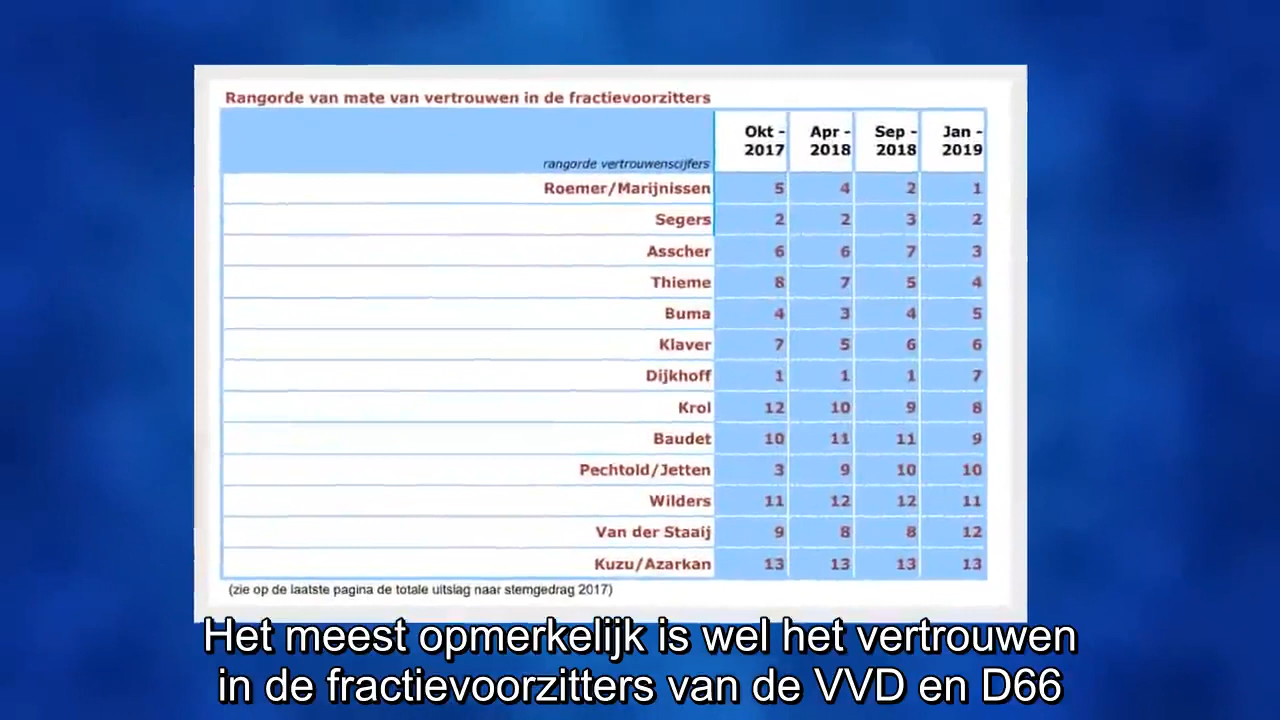 Rangorde van mate van vertrouwen in de fractievoorzitters
rangorde vertrouwenscijfers Okt - 2017 Apr - 2018 Sep - 2018 Jan - 2019
Roemer/Marijnissen 5 4 2 1
Segers 2 2 3 2
Asscher 6 6 7 3
Thieme 8 7 5 4
Buma 4 3 4 5
Klaver 7 5 6 6
Dijkhoff 1 1 1 7
Krol 12 10 9 8
Baudet 10 11 11 9
Pechtold/Jetten 3 9 10 10
Wilders 11 12 12 11
Van der Staaij 9 8 8 12
Kuzu/Azarkan 13 13 13 13
(zie op de laatste pagina de totale uitslag naar stemgedrag 2017)
Het meest opmerkelijk is wel het vertrouwen
in de fractievoorzitters van de VVD en D66